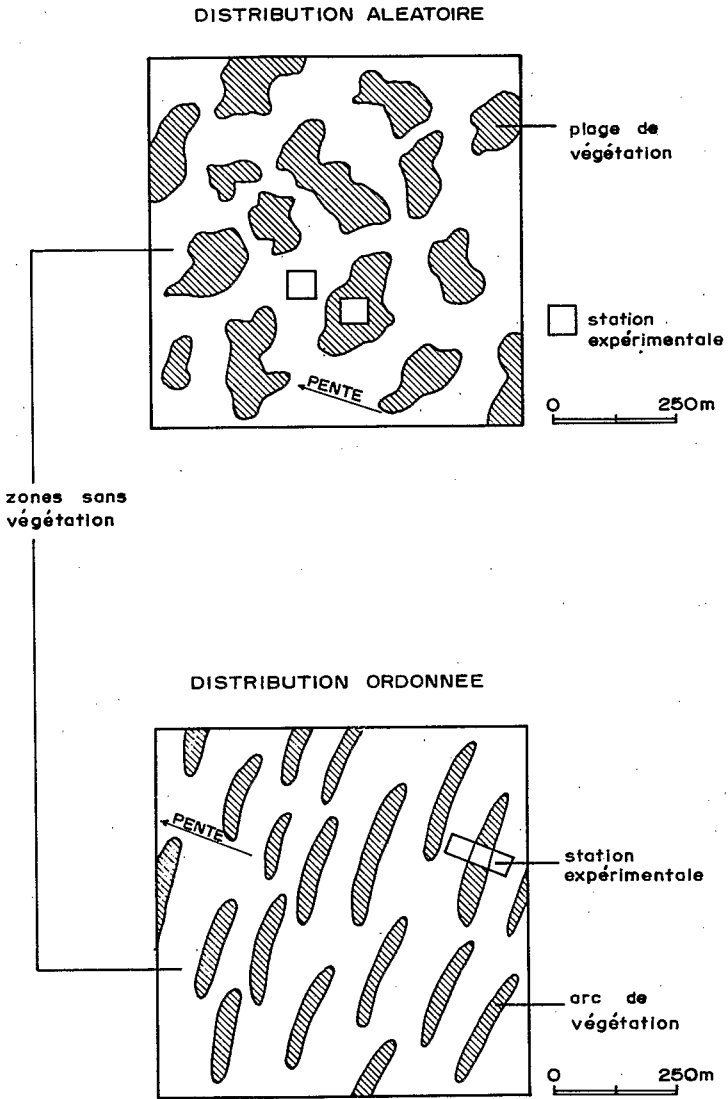 DISTRIBUTION ALEATOIRE
plage de
végétation
station
expérimentale
PENTE
0 250m
zones sans
végétation
DISTRIBUTION ORDONNEE
PENTE
station
expérimentale
arc de
végétation
0 250m